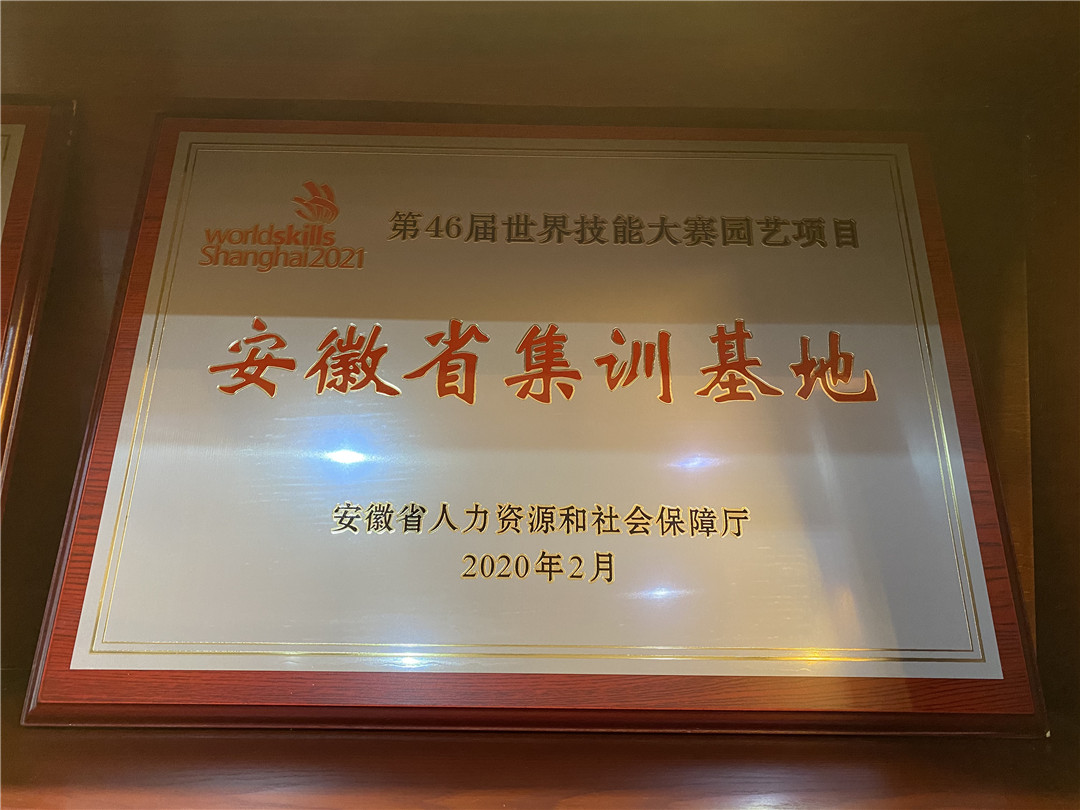 worldskills
Shanghai2021
第46届世界技能大赛园艺项目
安徽省集训基地
安徽省人力资源和社会保障厅
2020年2月